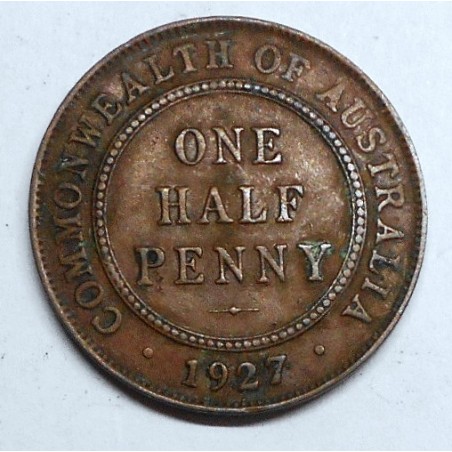 COMMONWEALTH OF AUSTRALIA
ONE
HALF
PENNY
· 1927 ·